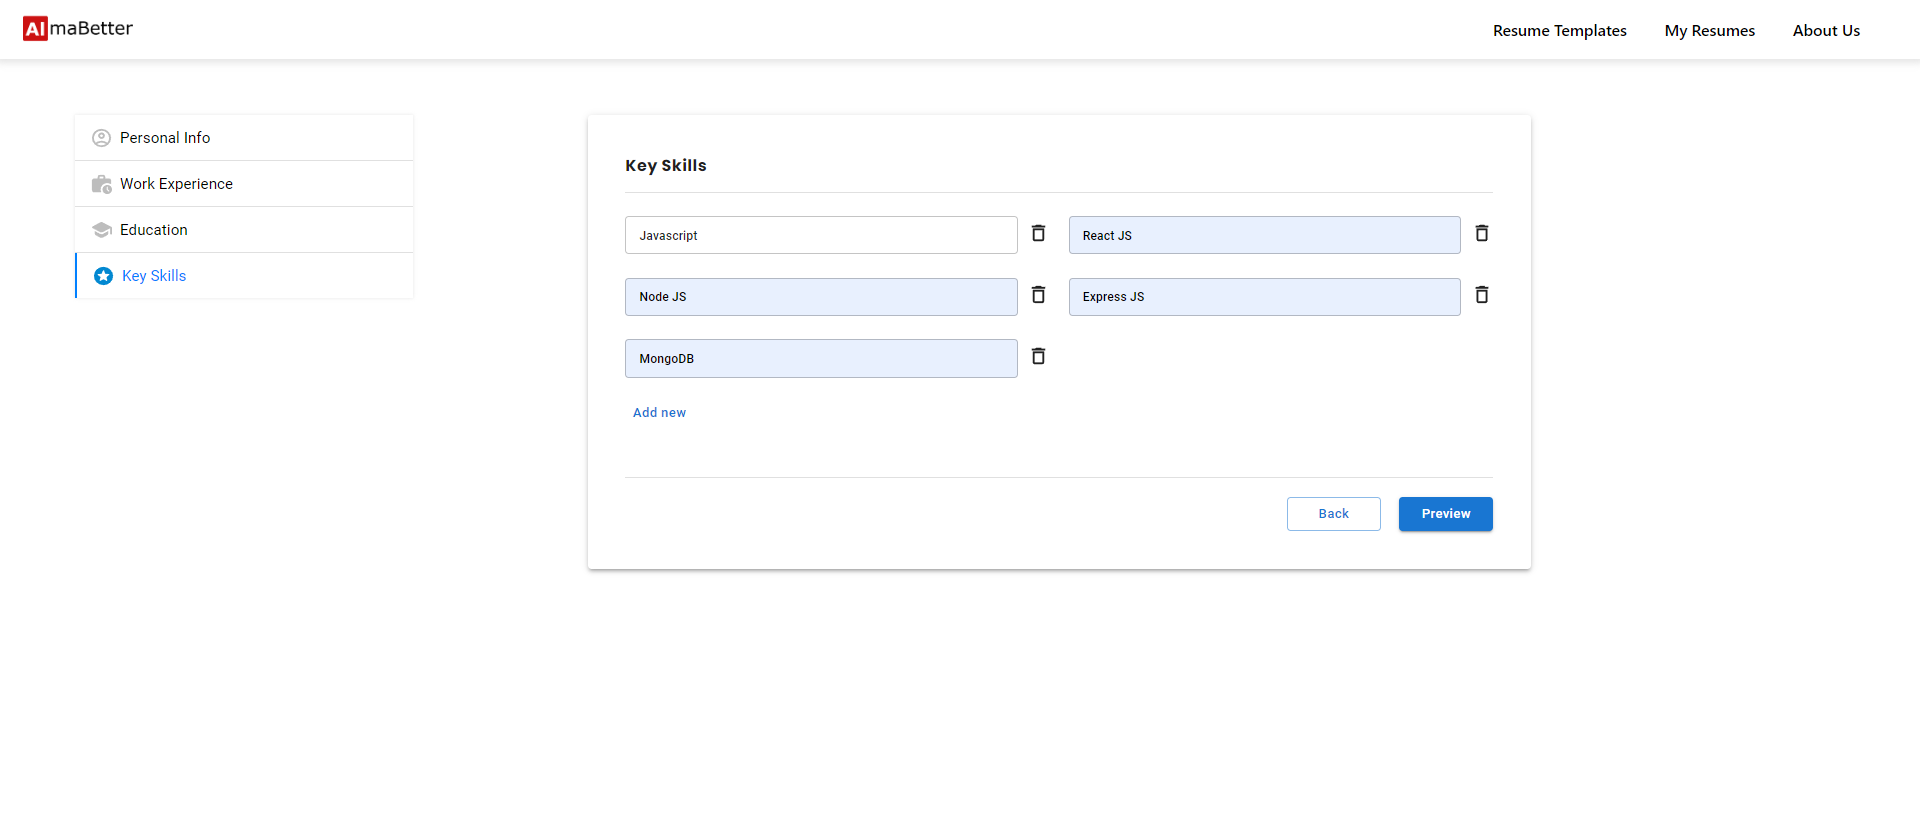 AlmaBetter
Resume Templates
My Resumes
About Us
Personal Info
Work Experience
Education
Key Skills
Key Skills
Javascript
React JS
Node JS
Express JS
MongoDB
Add new
Back
Preview